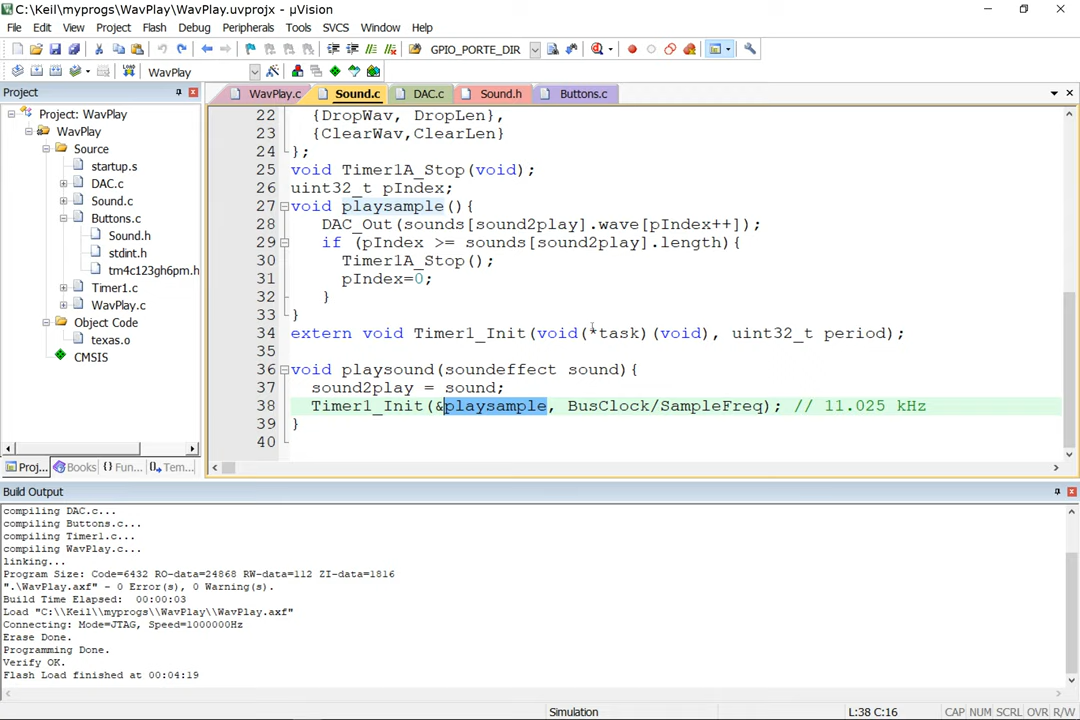 C:\Keil\myprogs\WavPlay\WavPlay.uvprojx - µVision
File Edit View Project Flash Debug Peripherals Tools SVCS Window Help
GPIO_PORTE_DIR
WavPlay
Project
Project: WavPlay
WavPlay
Source
startup.s
DAC.c
Sound.c
Buttons.c
Sound.h
stdint.h
tm4c123gh6pm.h
Timer1.c
WavPlay.c
Object Code
texas.o
CMSIS
Proj... Books {} Fun... 0, Tem...
WavPlay.c Sound.c DAC.c Sound.h Buttons.c
22 {DropWav, DropLen},
23 {ClearWav,ClearLen}
24 };
25 void Timer1A_Stop(void);
26 uint32_t pIndex;
27 void playsample(){
28 DAC_Out(sounds[sound2play].wave[pIndex++]);
29 if (pIndex >= sounds[sound2play].length){
30 Timer1A_Stop();
31 pIndex=0;
32 }
33 }
34 extern void Timer1_Init(void(*task)(void), uint32_t period);
35
36 void playsound(soundeffect sound){
37 sound2play = sound;
38 Timer1_Init(&playsample, BusClock/SampleFreq); // 11.025 kHz
39 }
40
Build Output
compiling DAC.c...
compiling Buttons.c...
compiling Timer1.c...
compiling WavPlay.c...
linking...
Program Size: Code=6432 RO-data=24868 RW-data=112 ZI-data=1816
".\WavPlay.axf" - 0 Error(s), 0 Warning(s).
Build Time Elapsed: 00:00:03
Load "C:\\Keil\\myprogs\\WavPlay\\WavPlay.axf"
Connecting: Mode=JTAG, Speed=1000000Hz
Erase Done.
Programming Done.
Verify OK.
Flash Load finished at 00:04:19
Simulation L:38 C:16 CAP NUM SCRL OVR R/W